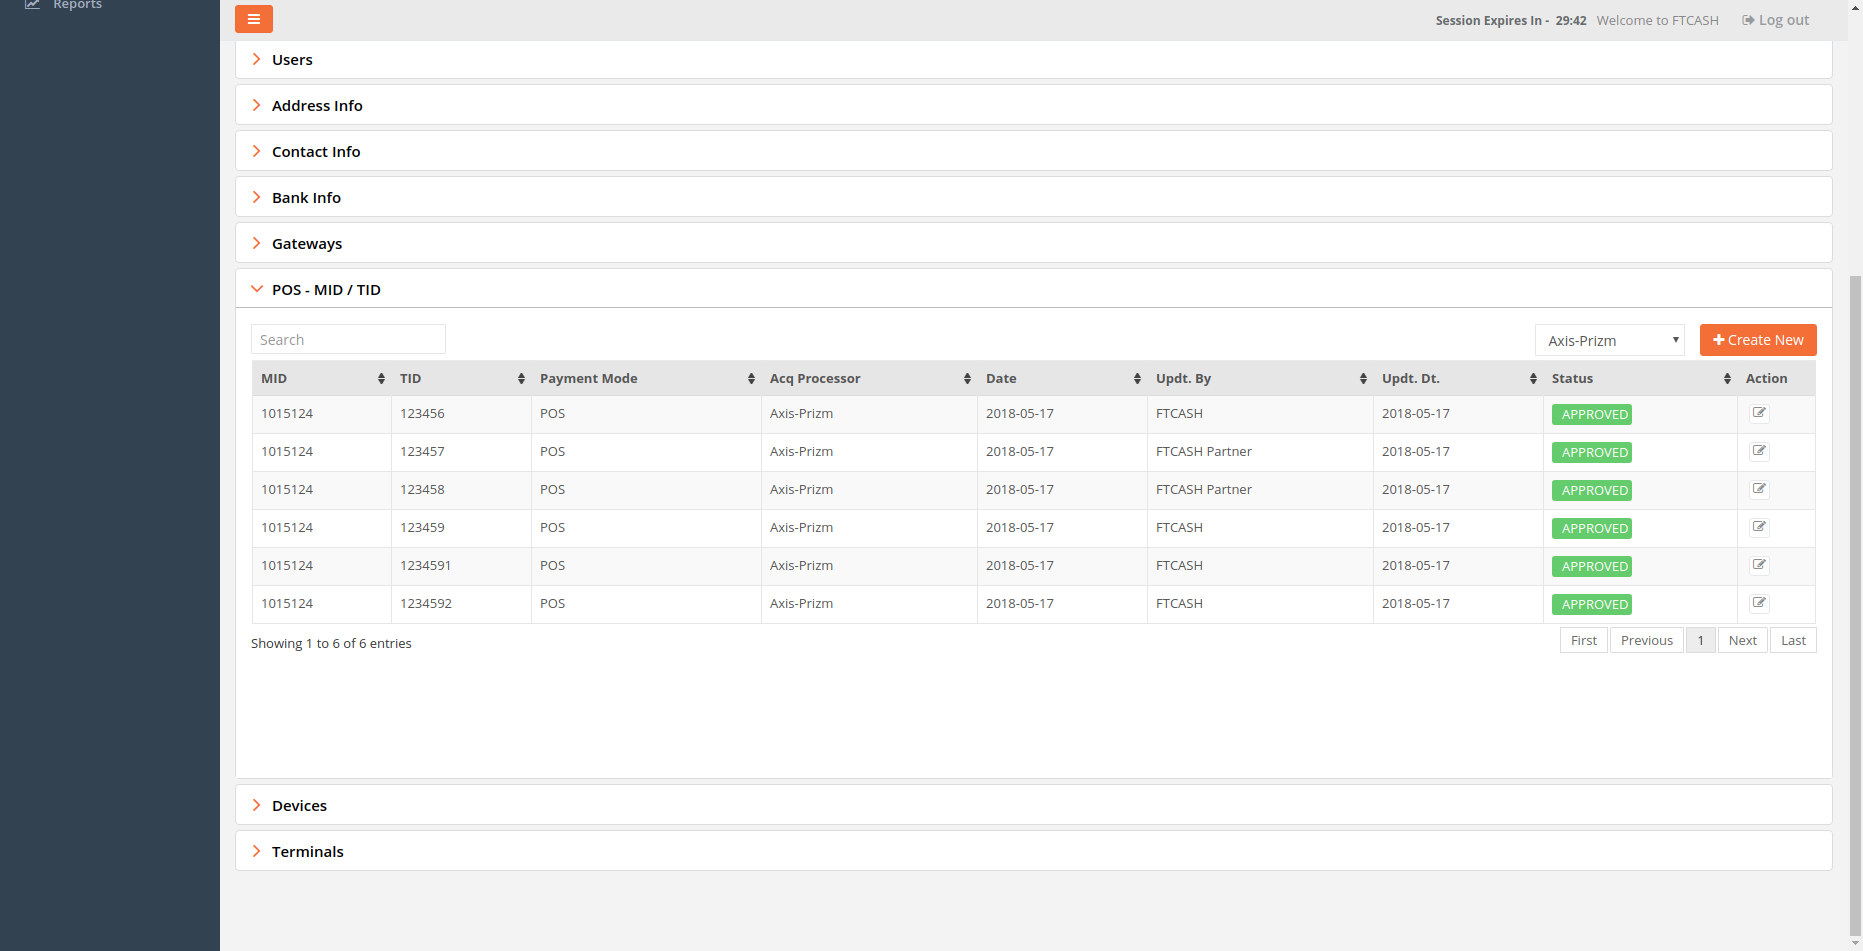 Reports
Session Expires In - 29:42 Welcome to FTCASH Log out
Users
Address Info
Contact Info
Bank Info
Gateways
POS - MID / TID
Search Axis-Prizm Create New
MID TID Payment Mode Acq Processor Date Updt. By Updt. Dt. Status Action
1015124 123456 POS Axis-Prizm 2018-05-17 FTCASH 2018-05-17 APPROVED
1015124 123457 POS Axis-Prizm 2018-05-17 FTCASH Partner 2018-05-17 APPROVED
1015124 123458 POS Axis-Prizm 2018-05-17 FTCASH Partner 2018-05-17 APPROVED
1015124 123459 POS Axis-Prizm 2018-05-17 FTCASH 2018-05-17 APPROVED
1015124 1234591 POS Axis-Prizm 2018-05-17 FTCASH 2018-05-17 APPROVED
1015124 1234592 POS Axis-Prizm 2018-05-17 FTCASH 2018-05-17 APPROVED
Showing 1 to 6 of 6 entries First Previous 1 Next Last
Devices
Terminals